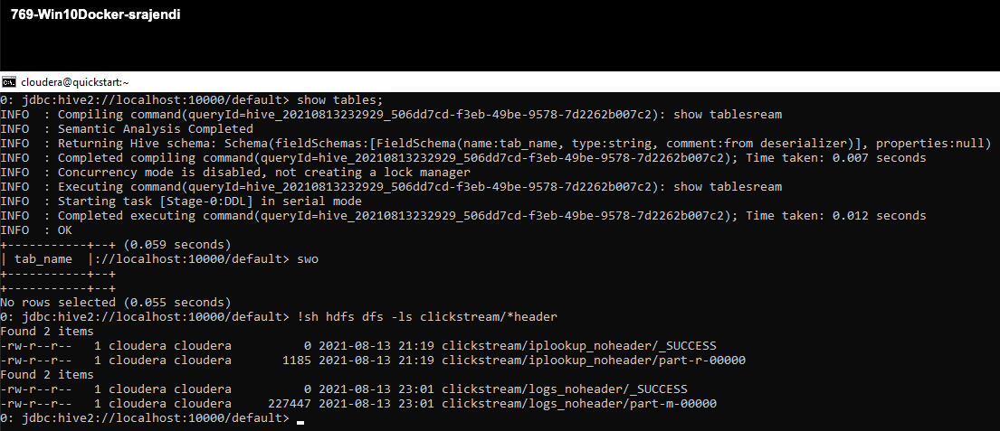 769-Win10Docker-srajendi
cloudera@quickstart:~
0: jdbc:hive2://localhost:10000/default> show tables;
INFO  : Compiling command(queryId=hive_20210813232929_506dd7cd-f3eb-49be-9578-7d2262b007c2): show tablesream
INFO  : Semantic Analysis Completed
INFO  : Returning Hive schema: Schema(fieldSchemas:[FieldSchema(name:tab_name, type:string, comment:from deserializer)], properties:null)
INFO  : Completed compiling command(queryId=hive_20210813232929_506dd7cd-f3eb-49be-9578-7d2262b007c2); Time taken: 0.007 seconds
INFO  : Concurrency mode is disabled, not creating a lock manager
INFO  : Executing command(queryId=hive_20210813232929_506dd7cd-f3eb-49be-9578-7d2262b007c2): show tablesream
INFO  : Starting task [Stage-0:DDL] in serial mode
INFO  : Completed executing command(queryId=hive_20210813232929_506dd7cd-f3eb-49be-9578-7d2262b007c2); Time taken: 0.012 seconds
INFO  : OK
+-----------+--+ (0.059 seconds)
| tab_name  |://localhost:10000/default> swo
+-----------+--+
+-----------+--+
No rows selected (0.055 seconds)
0: jdbc:hive2://localhost:10000/default> !sh hdfs dfs -ls clickstream/*header
Found 2 items
-rw-r--r--   1 cloudera cloudera          0 2021-08-13 21:19 clickstream/iplookup_noheader/_SUCCESS
-rw-r--r--   1 cloudera cloudera       1185 2021-08-13 21:19 clickstream/iplookup_noheader/part-r-00000
Found 2 items
-rw-r--r--   1 cloudera cloudera          0 2021-08-13 23:01 clickstream/logs_noheader/_SUCCESS
-rw-r--r--   1 cloudera cloudera     227447 2021-08-13 23:01 clickstream/logs_noheader/part-m-00000
0: jdbc:hive2://localhost:10000/default>